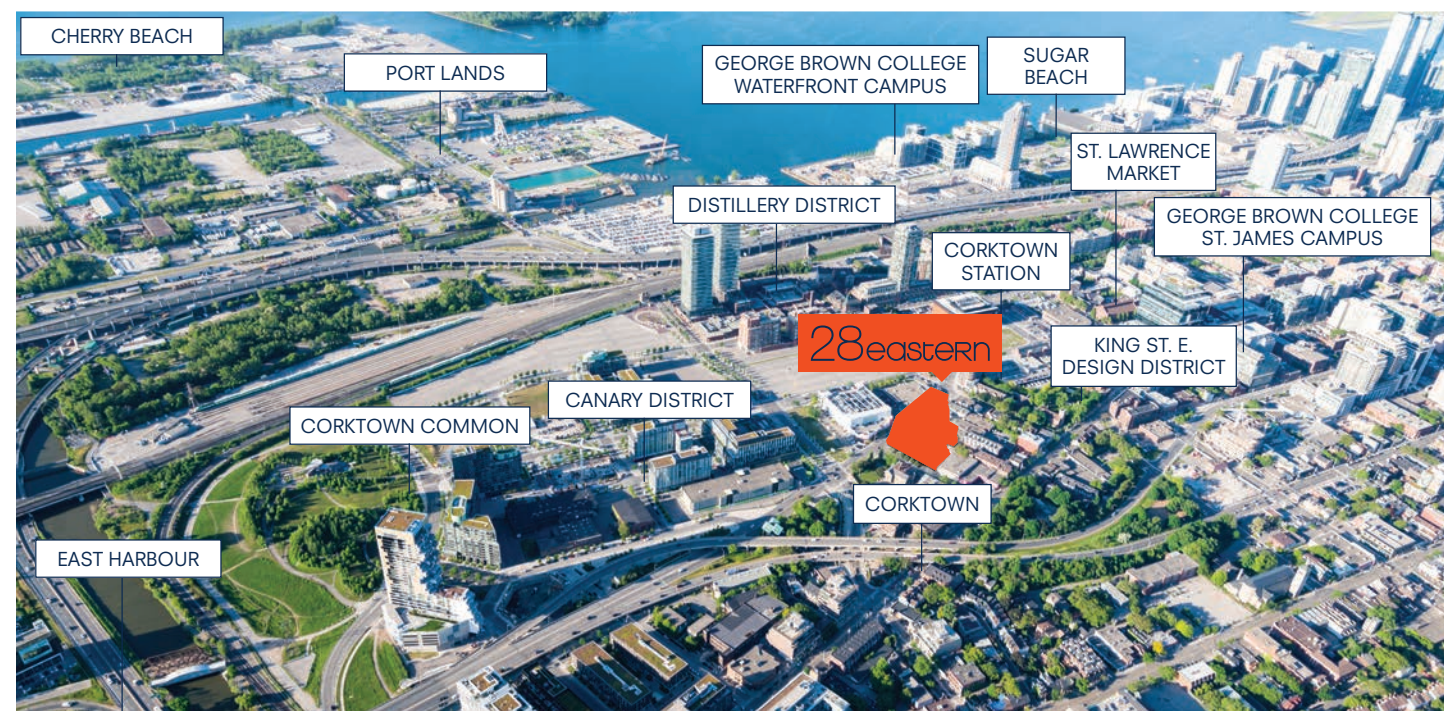 CHERRY BEACH
PORT LANDS
GEORGE BROWN COLLEGE
WATERFRONT CAMPUS
SUGAR
BEACH
ST. LAWRENCE
MARKET
DISTILLERY DISTRICT
GEORGE BROWN COLLEGE
ST. JAMES CAMPUS
CORKTOWN
STATION
28eastern
KING ST. E.
DESIGN DISTRICT
CANARY DISTRICT
CORKTOWN COMMON
CORKTOWN
EAST HARBOUR